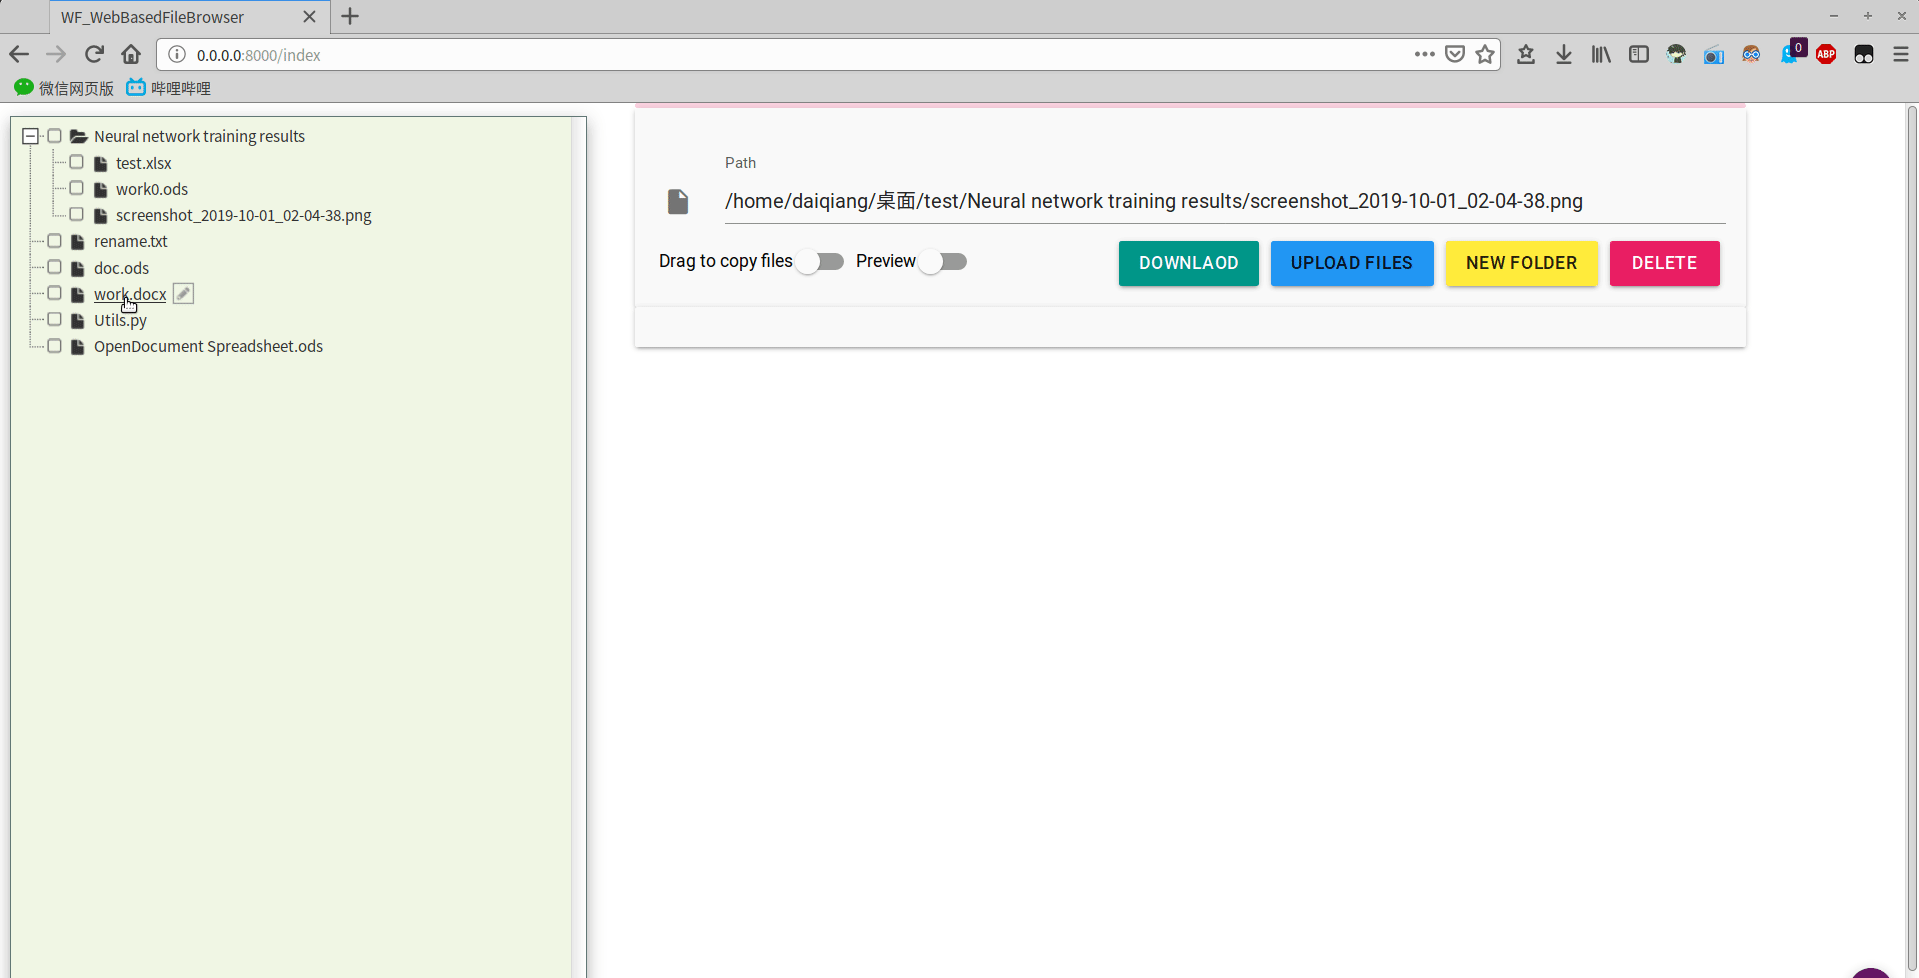 WF_WebBasedFileBrowser
0.0.0.0:8000/index
0
ABP
微信网页版 哔哩哔哩
Neural network training results
test.xlsx
work0.ods
screenshot_2019-10-01_02-04-38.png
rename.txt
doc.ods
work.docx
Utils.py
OpenDocument Spreadsheet.ods
Path
/home/daiqiang/桌面/test/Neural network training results/screenshot_2019-10-01_02-04-38.png
Drag to copy files Preview DOWNLAOD UPLOAD FILES NEW FOLDER DELETE